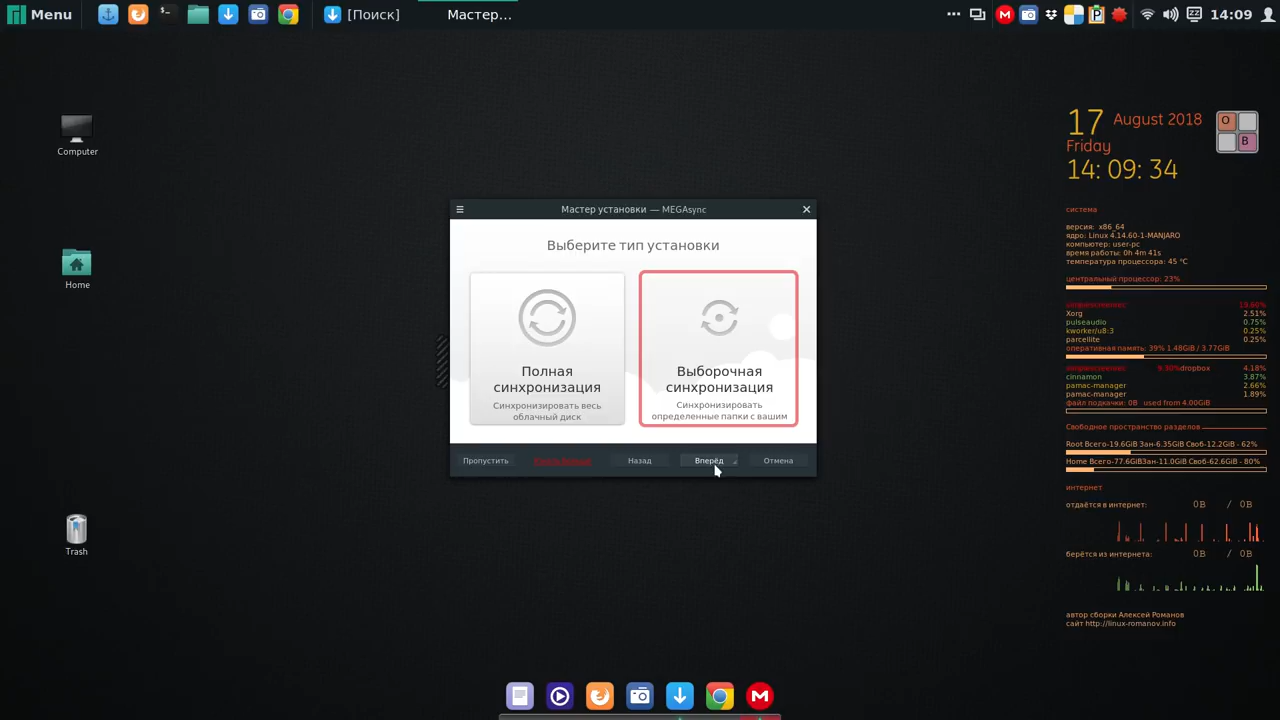 Menu
[Поиск]
Мастер...
14:09
Computer
Home
Trash
17 August 2018
Friday
14: 09: 34
O
B
система
версия: x86_64
ядро: Linux 4.14.60-1-MANJARO
компьютер: user-pc
время работы: 0h 4m 41s
температура процессора: 45 °C
центральный процессор: 23%
19.60%
Xorg 2.51%
pulseaudio 0.75%
kworker/u8:3 0.25%
parcellite 0.25%
оперативная память: 39% 1.48GiB / 3.77GiB
dropbox 4.18%
cinnamon 3.87%
pamac-manager 2.66%
pamac-manager 1.89%
файл подкачки: 0B used from 4.00GiB
Свободное пространство разделов
Root Всего-19.6GiB Зан-6.35GiB Своб-12.2GiB - 62%
Home Всего-77.6GiBЗан-11.0GiB Своб-62.6GiB - 80%
интернет
отдаётся в интернет: 0B / 0B
берётся из интернета: 0B / 0B
автор сборки Алексей Романов
сайт http://linux-romanov.info
Мастер установки — MEGAsync
Выберите тип установки
Полная
синхронизация
Синхронизировать весь
облачный диск
Выборочная
синхронизация
Синхронизировать
определенные папки с вашим
Пропустить
Назад
Вперёд
Отмена